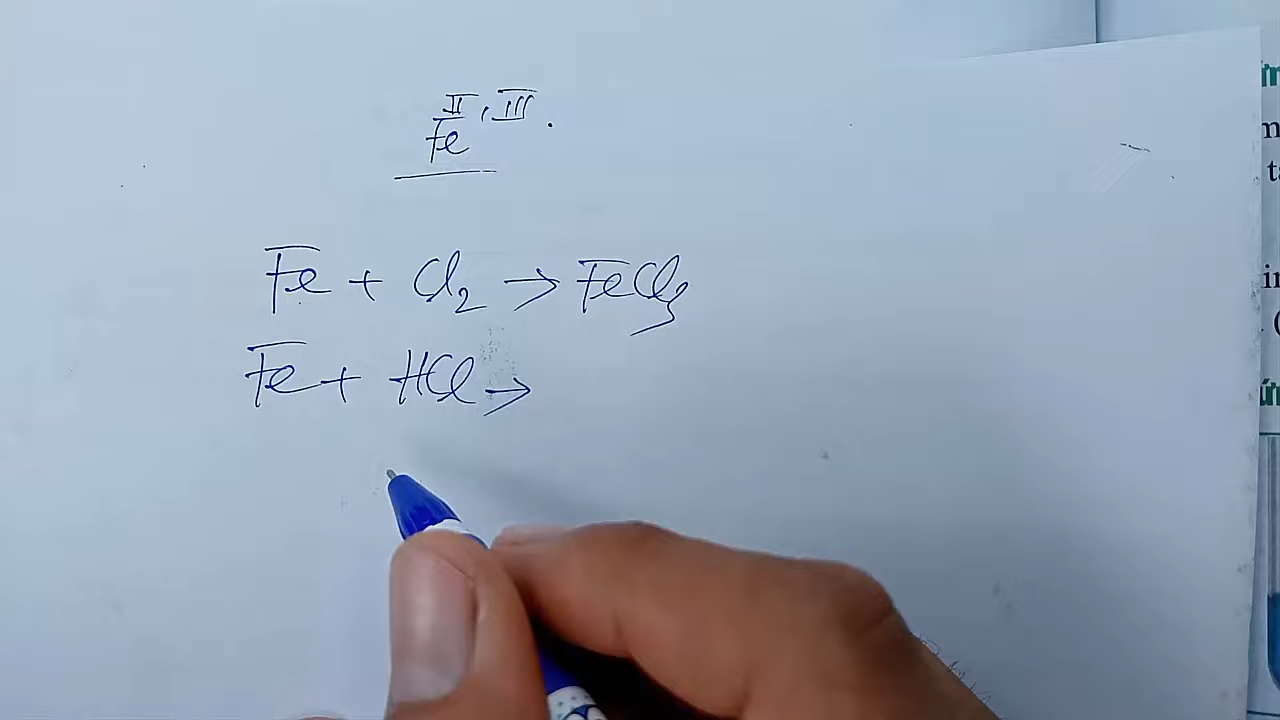 II, III.
Fe
Fe + Cl₂ → FeCl₃
Fe + HCl →